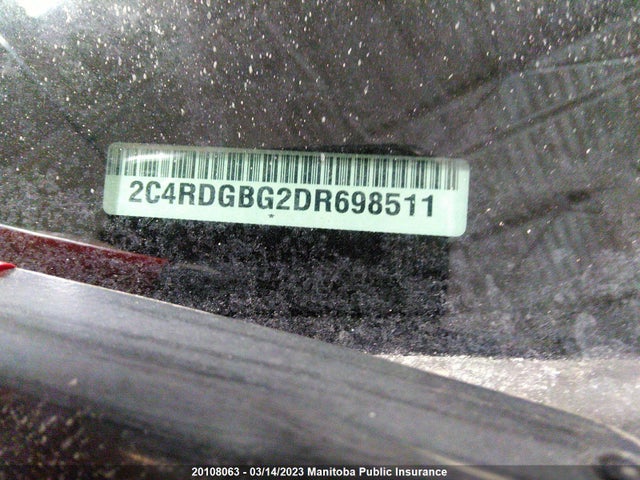 2C4RDGBG2DR698511
*
20108063 - 03/14/2023 Manitoba Public Insurance